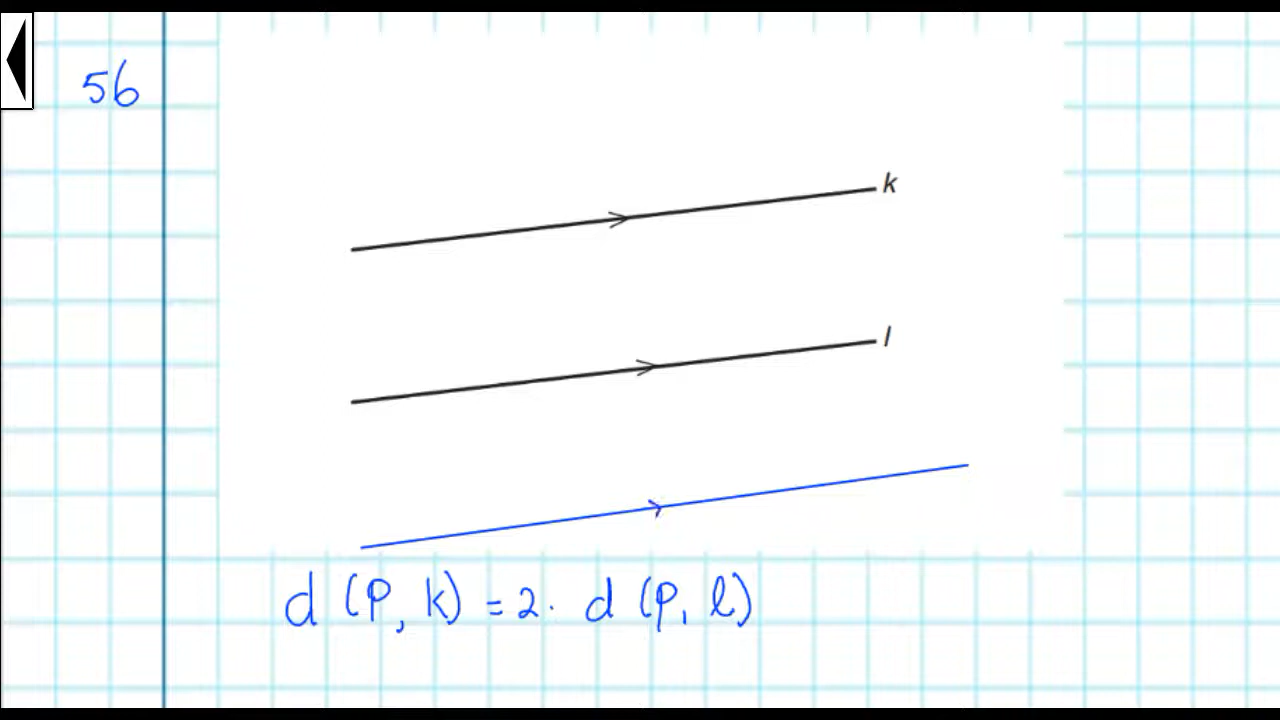 56
k
l
d (P, k) = 2. d (P, l)